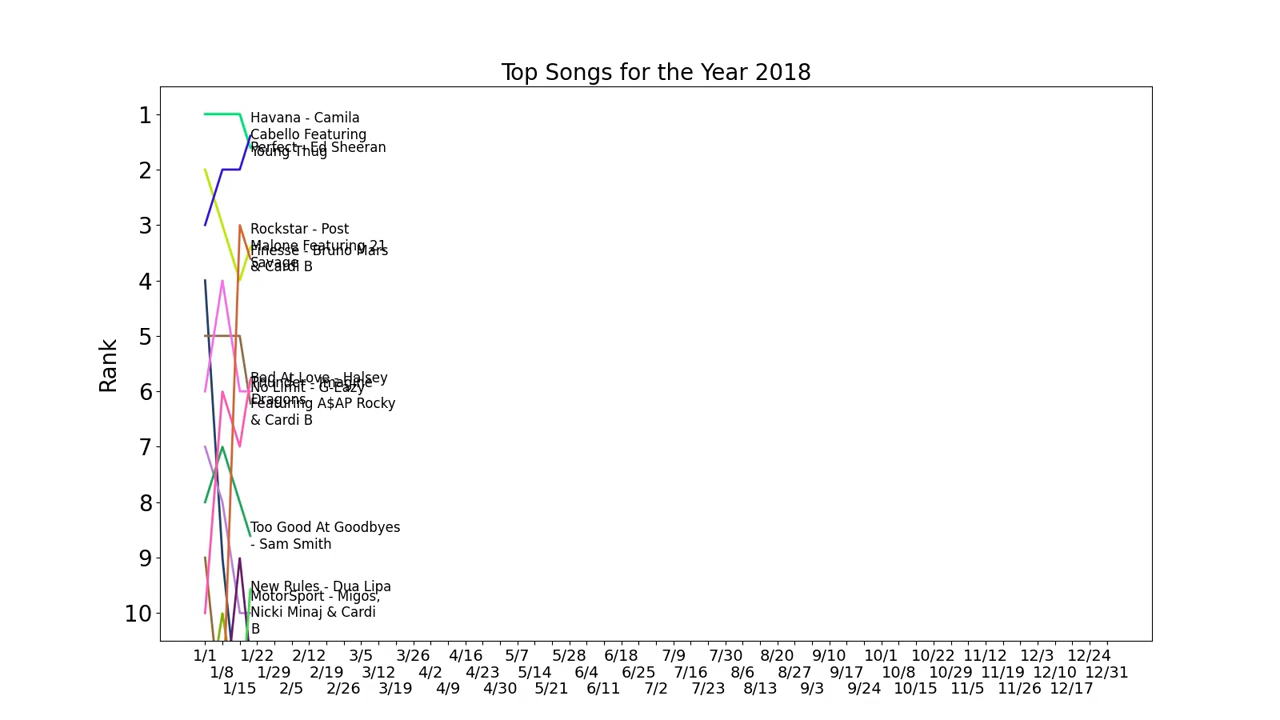 Top Songs for the Year 2018
Rank
1
2
3
4
5
6
7
8
9
10
Havana - Camila
Cabello Featuring
Young Thug
Perfect - Ed Sheeran
Rockstar - Post
Malone Featuring 21
Savage
Finesse - Bruno Mars
& Cardi B
Bad At Love - Halsey
Thunder - Imagine
Dragons
No Limit - G-Eazy
Featuring A$AP Rocky
& Cardi B
Too Good At Goodbyes
- Sam Smith
New Rules - Dua Lipa
MotorSport - Migos,
Nicki Minaj & Cardi
B
1/1 1/22 2/12 3/5 3/26 4/16 5/7 5/28 6/18 7/9 7/30 8/20 9/10 10/1 10/22 11/12 12/3 12/24
1/8 1/29 2/19 3/12 4/2 4/23 5/14 6/4 6/25 7/16 8/6 8/27 9/17 10/8 10/29 11/19 12/10 12/31
1/15 2/5 2/26 3/19 4/9 4/30 5/21 6/11 7/2 7/23 8/13 9/3 9/24 10/15 11/5 11/26 12/17